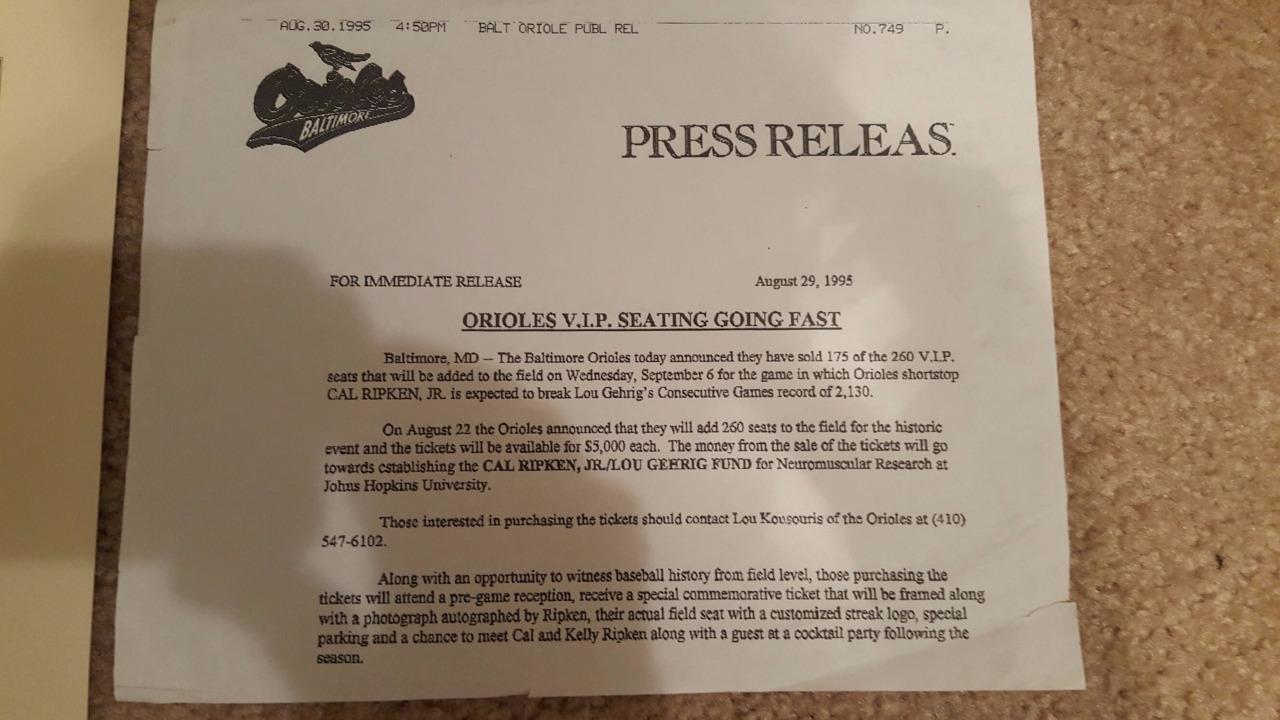 AUG.30.1995 4:50PM BALT ORIOLE PUBL REL NO.749 P.
Orioles
BALTIMORE
PRESS RELEAS
FOR IMMEDIATE RELEASE August 29, 1995
ORIOLES V.I.P. SEATING GOING FAST
Baltimore, MD – The Baltimore Orioles today announced they have sold 175 of the 260 V.I.P.
seats that will be added to the field on Wednesday, September 6 for the game in which Orioles shortstop
CAL RIPKEN, JR. is expected to break Lou Gehrig's Consecutive Games record of 2,130.
On August 22 the Orioles announced that they will add 260 seats to the field for the historic
event and the tickets will be available for $5,000 each. The money from the sale of the tickets will go
towards establishing the CAL RIPKEN, JR./LOU GEHRIG FUND for Neuromuscular Research at
Johns Hopkins University.
Those interested in purchasing the tickets should contact Lou Kousouris of the Orioles at (410)
547-6102.
Along with an opportunity to witness baseball history from field level, those purchasing the
tickets will attend a pre-game reception, receive a special commemorative ticket that will be framed along
with a photograph autographed by Ripken, their actual field seat with a customized streak logo, special
parking and a chance to meet Cal and Kelly Ripken along with a guest at a cocktail party following the
season.